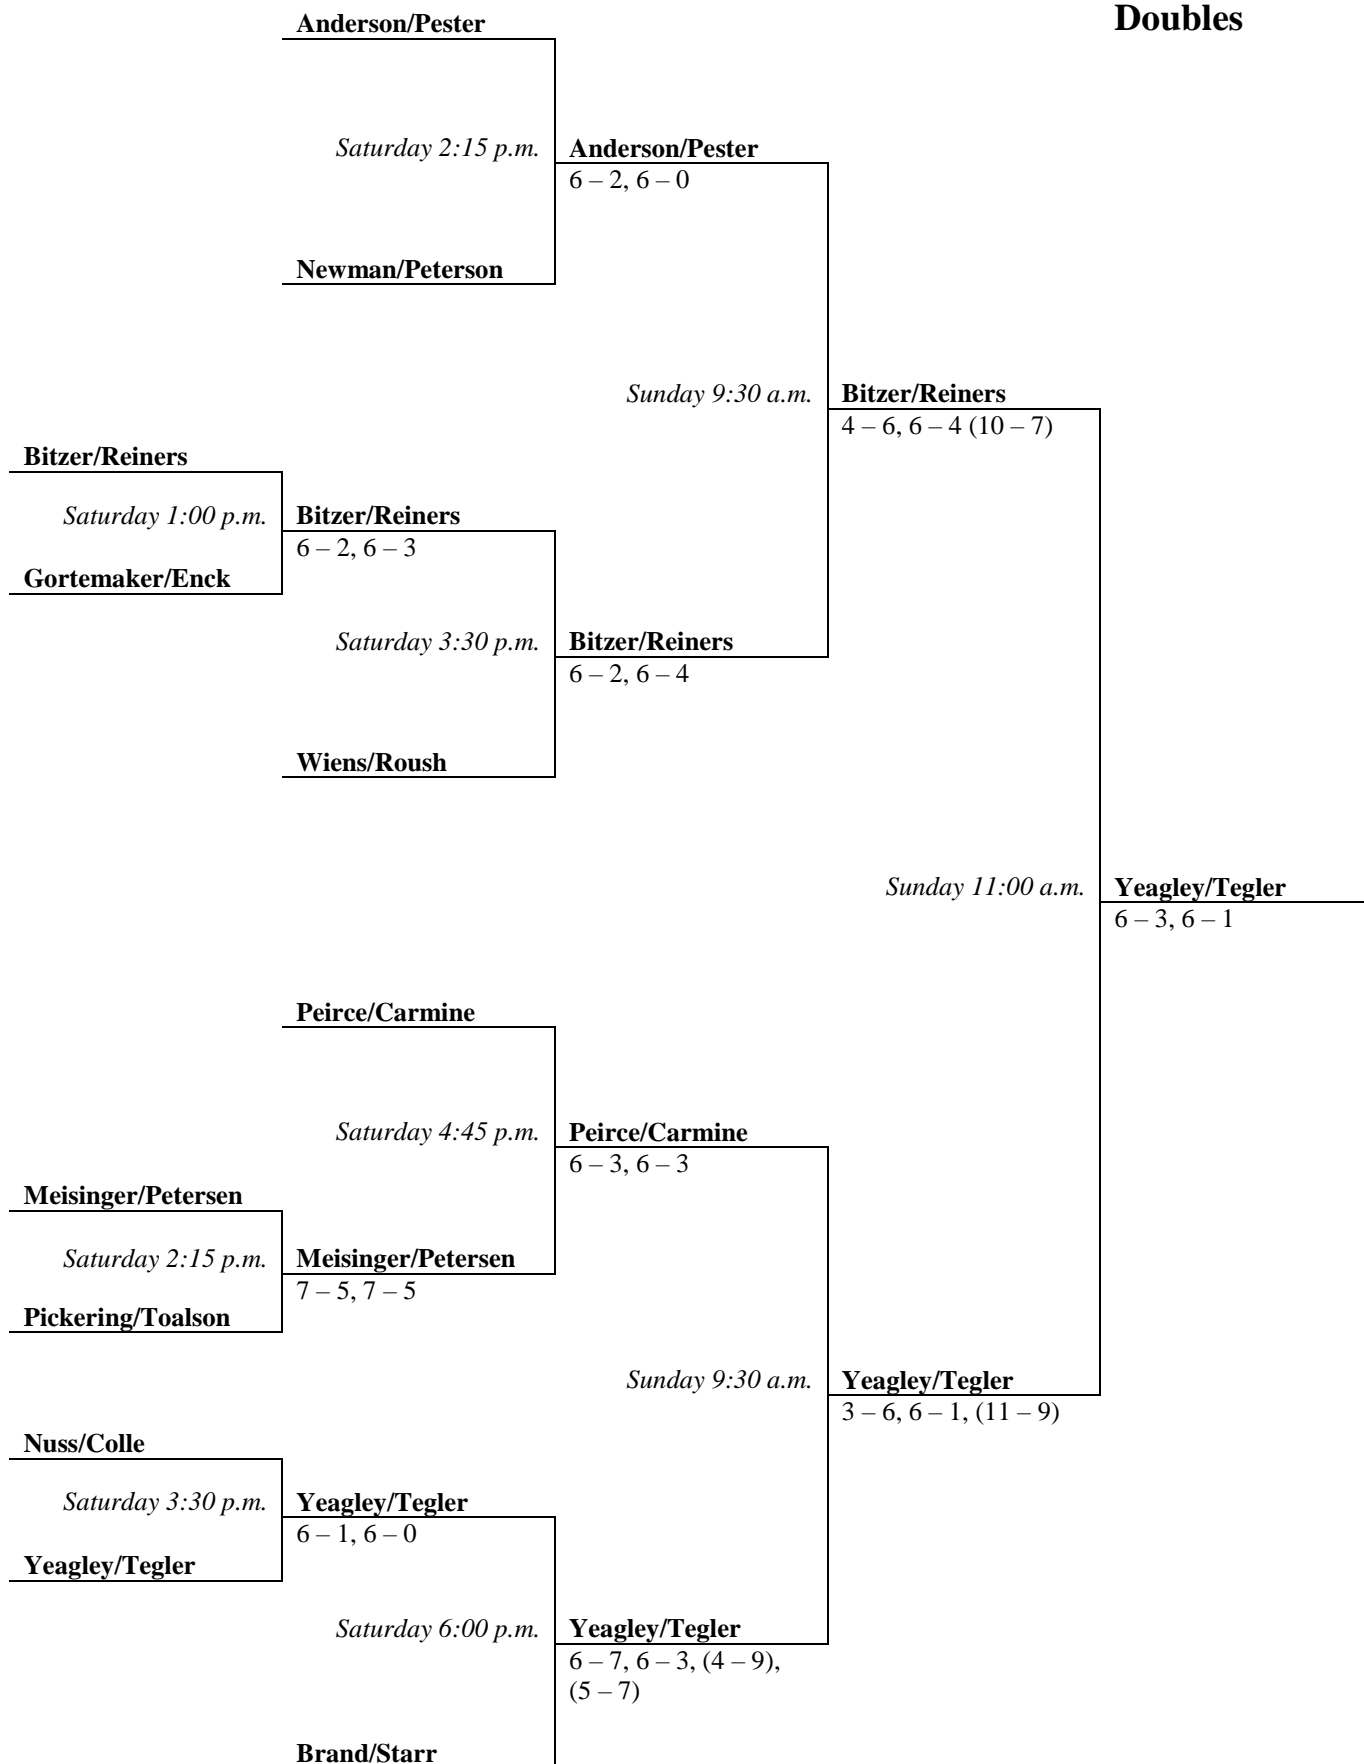 Doubles
Anderson/Pester
Saturday 2:15 p.m.
Anderson/Pester
6 – 2, 6 – 0
Newman/Peterson
Sunday 9:30 a.m.
Bitzer/Reiners
4 – 6, 6 – 4 (10 – 7)
Bitzer/Reiners
Saturday 1:00 p.m.
Bitzer/Reiners
6 – 2, 6 – 3
Gortemaker/Enck
Saturday 3:30 p.m.
Bitzer/Reiners
6 – 2, 6 – 4
Wiens/Roush
Sunday 11:00 a.m.
Yeagley/Tegler
6 – 3, 6 – 1
Peirce/Carmine
Saturday 4:45 p.m.
Peirce/Carmine
6 – 3, 6 – 3
Meisinger/Petersen
Saturday 2:15 p.m.
Meisinger/Petersen
7 – 5, 7 – 5
Pickering/Toalson
Sunday 9:30 a.m.
Yeagley/Tegler
3 – 6, 6 – 1, (11 – 9)
Nuss/Colle
Saturday 3:30 p.m.
Yeagley/Tegler
6 – 1, 6 – 0
Yeagley/Tegler
Saturday 6:00 p.m.
Yeagley/Tegler
6 – 7, 6 – 3, (4 – 9),
(5 – 7)
Brand/Starr